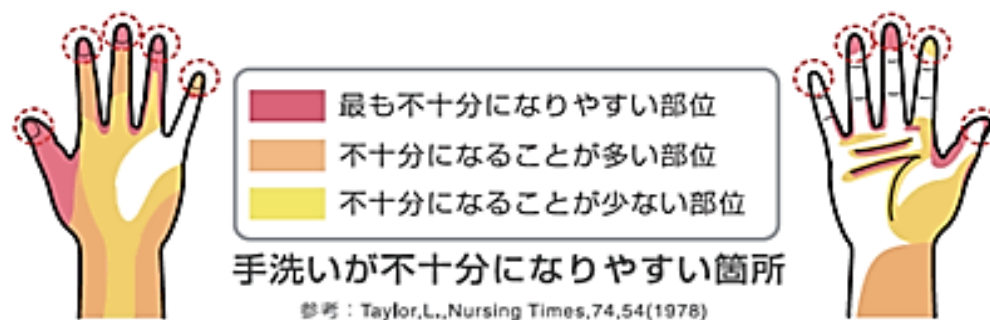 最も不十分になりやすい部位
不十分になることが多い部位
不十分になることが少ない部位
手洗いが不十分になりやすい箇所
参考：Taylor,L.,Nursing Times,74,54(1978)